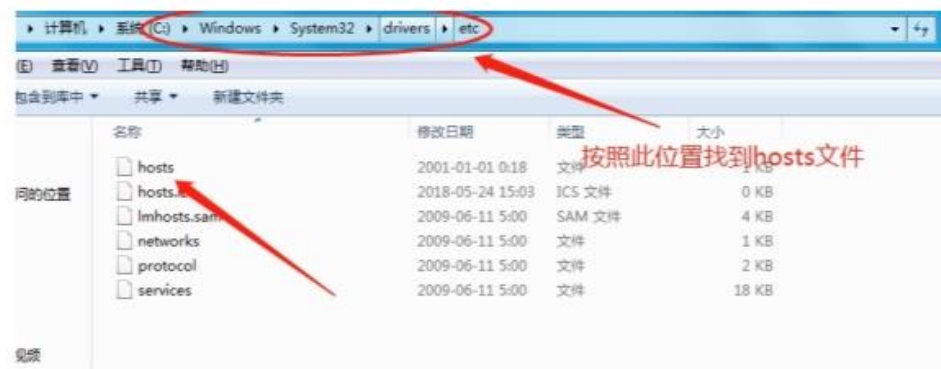 计算机 ▸ 系统 (C:) ▸ Windows ▸ System32 ▸ drivers ▸ etc
(E) 查看(V) 工具(T) 帮助(H)
包含到库中 共享 新建文件夹
名称 修改日期 类型 大小
按照此位置找到hosts文件
hosts 2001-01-01 0:18 文件 1 KB
问的位置
hosts. 2018-05-24 15:03 ICS 文件 0 KB
lmhosts.sam 2009-06-11 5:00 SAM 文件 4 KB
networks 2009-06-11 5:00 文件 1 KB
protocol 2009-06-11 5:00 文件 2 KB
services 2009-06-11 5:00 文件 18 KB
视频